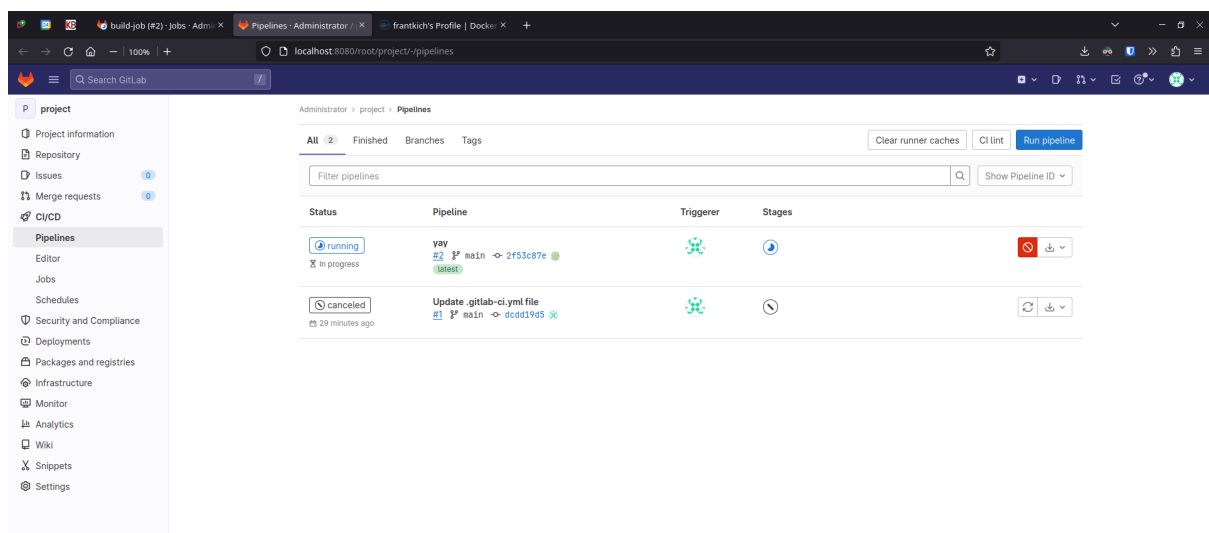 build-job (#2) · Jobs · Admi
Pipelines · Administrator /
frantkich's Profile | Docker
100%
localhost:8080/root/project/-/pipelines
Search GitLab
/
P project
Project information
Repository
Issues 0
Merge requests 0
CI/CD
Pipelines
Editor
Jobs
Schedules
Security and Compliance
Deployments
Packages and registries
Infrastructure
Monitor
Analytics
Wiki
Snippets
Settings
Administrator › project › Pipelines
All 2 Finished Branches Tags
Clear runner caches CI lint Run pipeline
Filter pipelines
Show Pipeline ID
Status Pipeline Triggerer Stages
running
In progress
yay
#2 main 2f53c87e
latest
canceled
29 minutes ago
Update .gitlab-ci.yml file
#1 main dcdd19d5